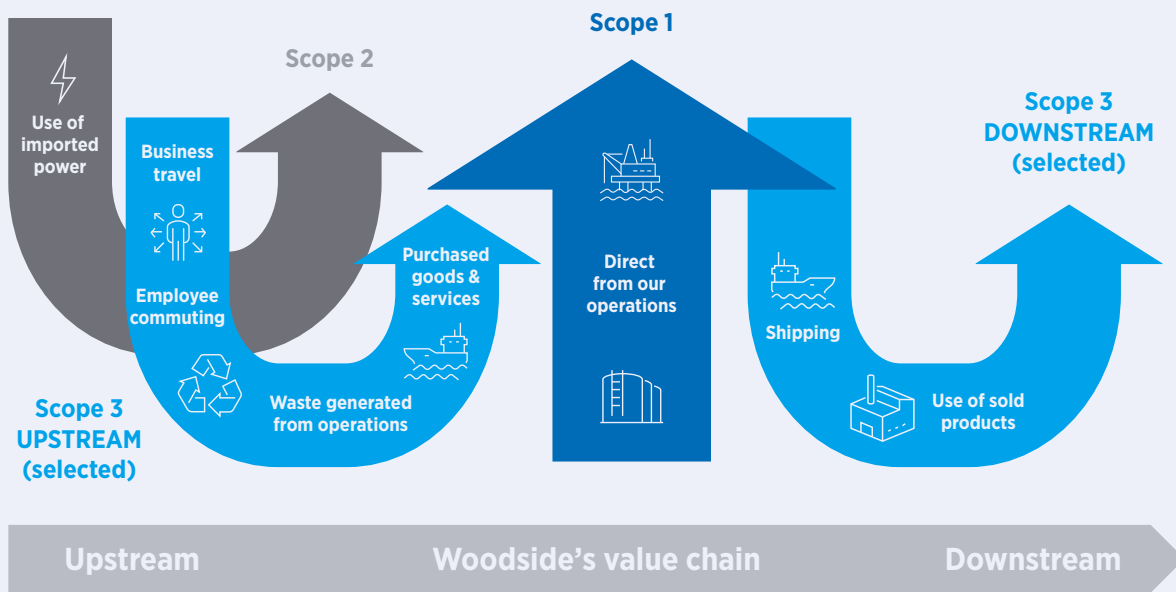 Scope 1
Scope 2
Use of
imported
power
Business
travel
Employee
commuting
Scope 3
UPSTREAM
(selected)
Waste generated
from operations
Purchased
goods &
services
Direct
from our
operations
Shipping
Use of sold
products
Scope 3
DOWNSTREAM
(selected)
Upstream
Woodside’s value chain
Downstream